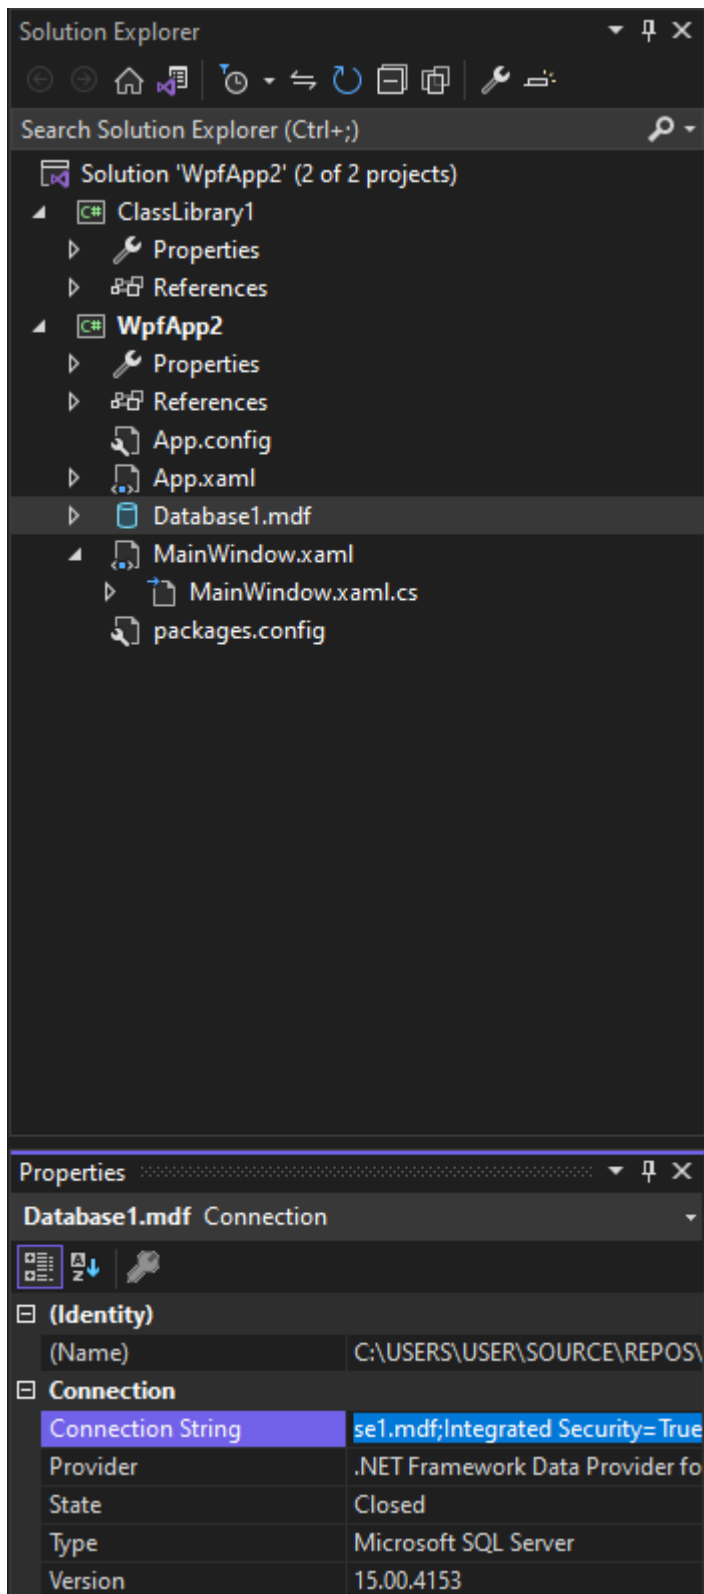 Solution Explorer
Search Solution Explorer (Ctrl+;)
Solution 'WpfApp2' (2 of 2 projects)
C# ClassLibrary1
Properties
References
C# WpfApp2
Properties
References
App.config
App.xaml
Database1.mdf
MainWindow.xaml
MainWindow.xaml.cs
packages.config
Properties
Database1.mdf Connection
(Identity)
(Name) C:\USERS\USER\SOURCE\REPOS\
Connection
Connection String se1.mdf;Integrated Security=True
Provider .NET Framework Data Provider fo
State Closed
Type Microsoft SQL Server
Version 15.00.4153